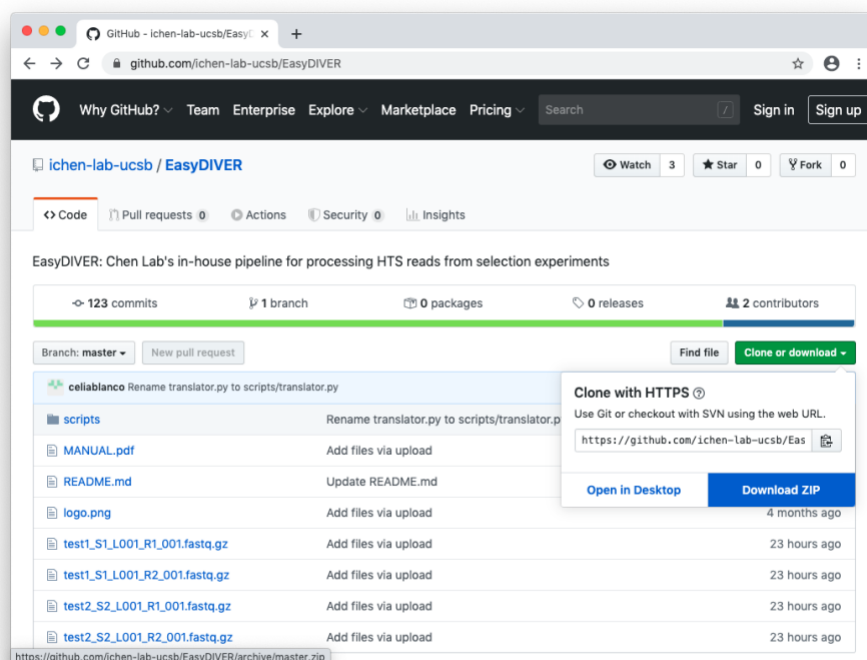 GitHub - ichen-lab-ucsb/EasyD
github.com/ichen-lab-ucsb/EasyDIVER
Why GitHub? Team Enterprise Explore Marketplace Pricing Search / Sign in Sign up
ichen-lab-ucsb / EasyDIVER Watch 3 Star 0 Fork 0
Code Pull requests 0 Actions Security 0 Insights
EasyDIVER: Chen Lab's in-house pipeline for processing HTS reads from selection experiments
123 commits 1 branch 0 packages 0 releases 2 contributors
Branch: master New pull request Find file Clone or download
celiablanco Rename translator.py to scripts/translator.py
Clone with HTTPS
Use Git or checkout with SVN using the web URL.
https://github.com/ichen-lab-ucsb/Eas
Open in Desktop Download ZIP
scripts Rename translator.py to scripts/translator.p
MANUAL.pdf Add files via upload
README.md Update README.md
logo.png Add files via upload 4 months ago
test1_S1_L001_R1_001.fastq.gz Add files via upload 23 hours ago
test1_S1_L001_R2_001.fastq.gz Add files via upload 23 hours ago
test2_S2_L001_R1_001.fastq.gz Add files via upload 23 hours ago
test2_S2_L001_R2_001.fastq.gz Add files via upload 23 hours ago
https://github.com/ichen-lab-ucsb/EasyDIVER/archive/master.zip